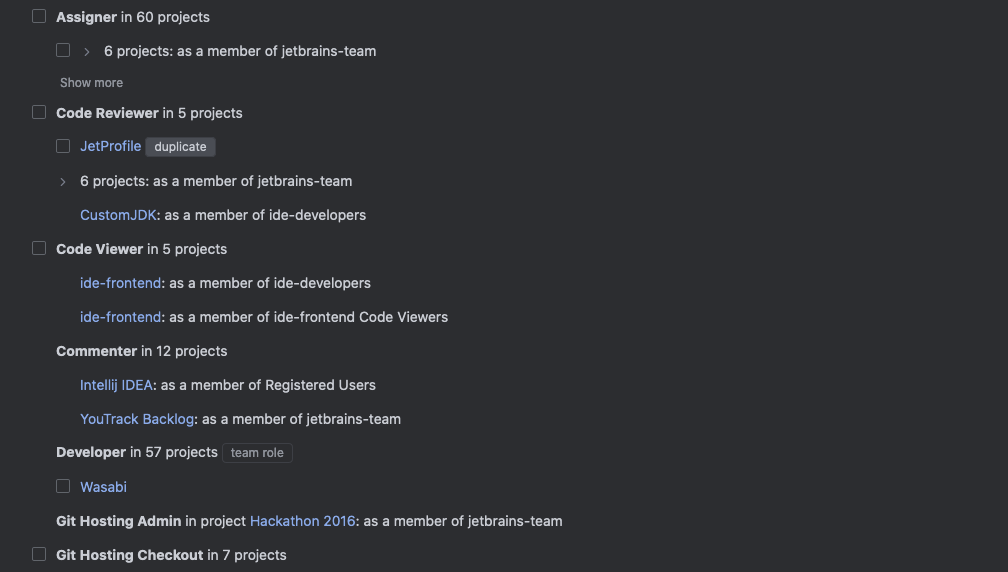 Assigner in 60 projects
6 projects: as a member of jetbrains-team
Show more
Code Reviewer in 5 projects
JetProfile duplicate
6 projects: as a member of jetbrains-team
CustomJDK: as a member of ide-developers
Code Viewer in 5 projects
ide-frontend: as a member of ide-developers
ide-frontend: as a member of ide-frontend Code Viewers
Commenter in 12 projects
Intellij IDEA: as a member of Registered Users
YouTrack Backlog: as a member of jetbrains-team
Developer in 57 projects team role
Wasabi
Git Hosting Admin in project Hackathon 2016: as a member of jetbrains-team
Git Hosting Checkout in 7 projects